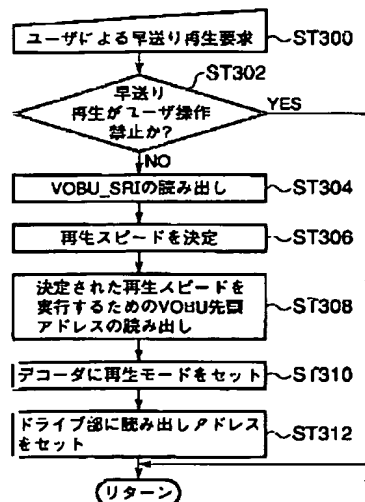 ユーザによる早送り再生要求 ST300
ST302
早送り
再生がユーザ操作
禁止か?
YES
NO
VOBU_SRIの読み出し ST304
再生スピードを決定 ST306
決定された再生スピードを
実行するためのVOBU先頭
アドレスの読み出し ST308
デコーダに再生モードをセット ST310
ドライブ部に読み出しアドレス
をセット ST312
リターン